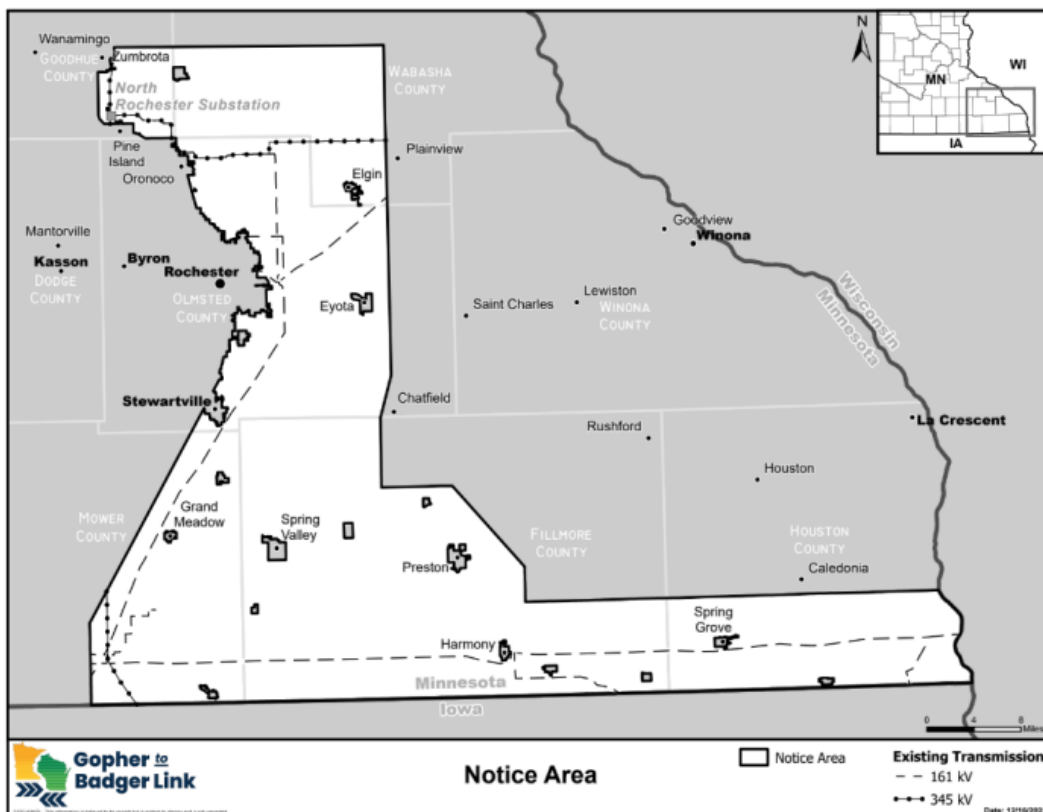 Wanamingo
GOODHUE
COUNTY
Zumbrota
North
Rochester Substation
WABASHA
COUNTY
N
MN
WI
IA
Pine
Island
Oronoco
Plainview
Elgin
Mantorville
Kasson
DODGE
COUNTY
Byron
Rochester
OLMSTED
COUNTY
Eyota
Goodview
Winona
Saint Charles
Lewiston
WINONA
COUNTY
Wisconsin
Minnesota
Stewartville
Chatfield
Rushford
La Crescent
Houston
MOWER
COUNTY
Grand
Meadow
Spring
Valley
Preston
FILLMORE
COUNTY
HOUSTON
COUNTY
Caledonia
Harmony
Spring
Grove
Minnesota
Iowa
0 4 8
Miles
Gopher to
Badger Link
Notice Area
Notice Area
Existing Transmission
161 kV
345 kV